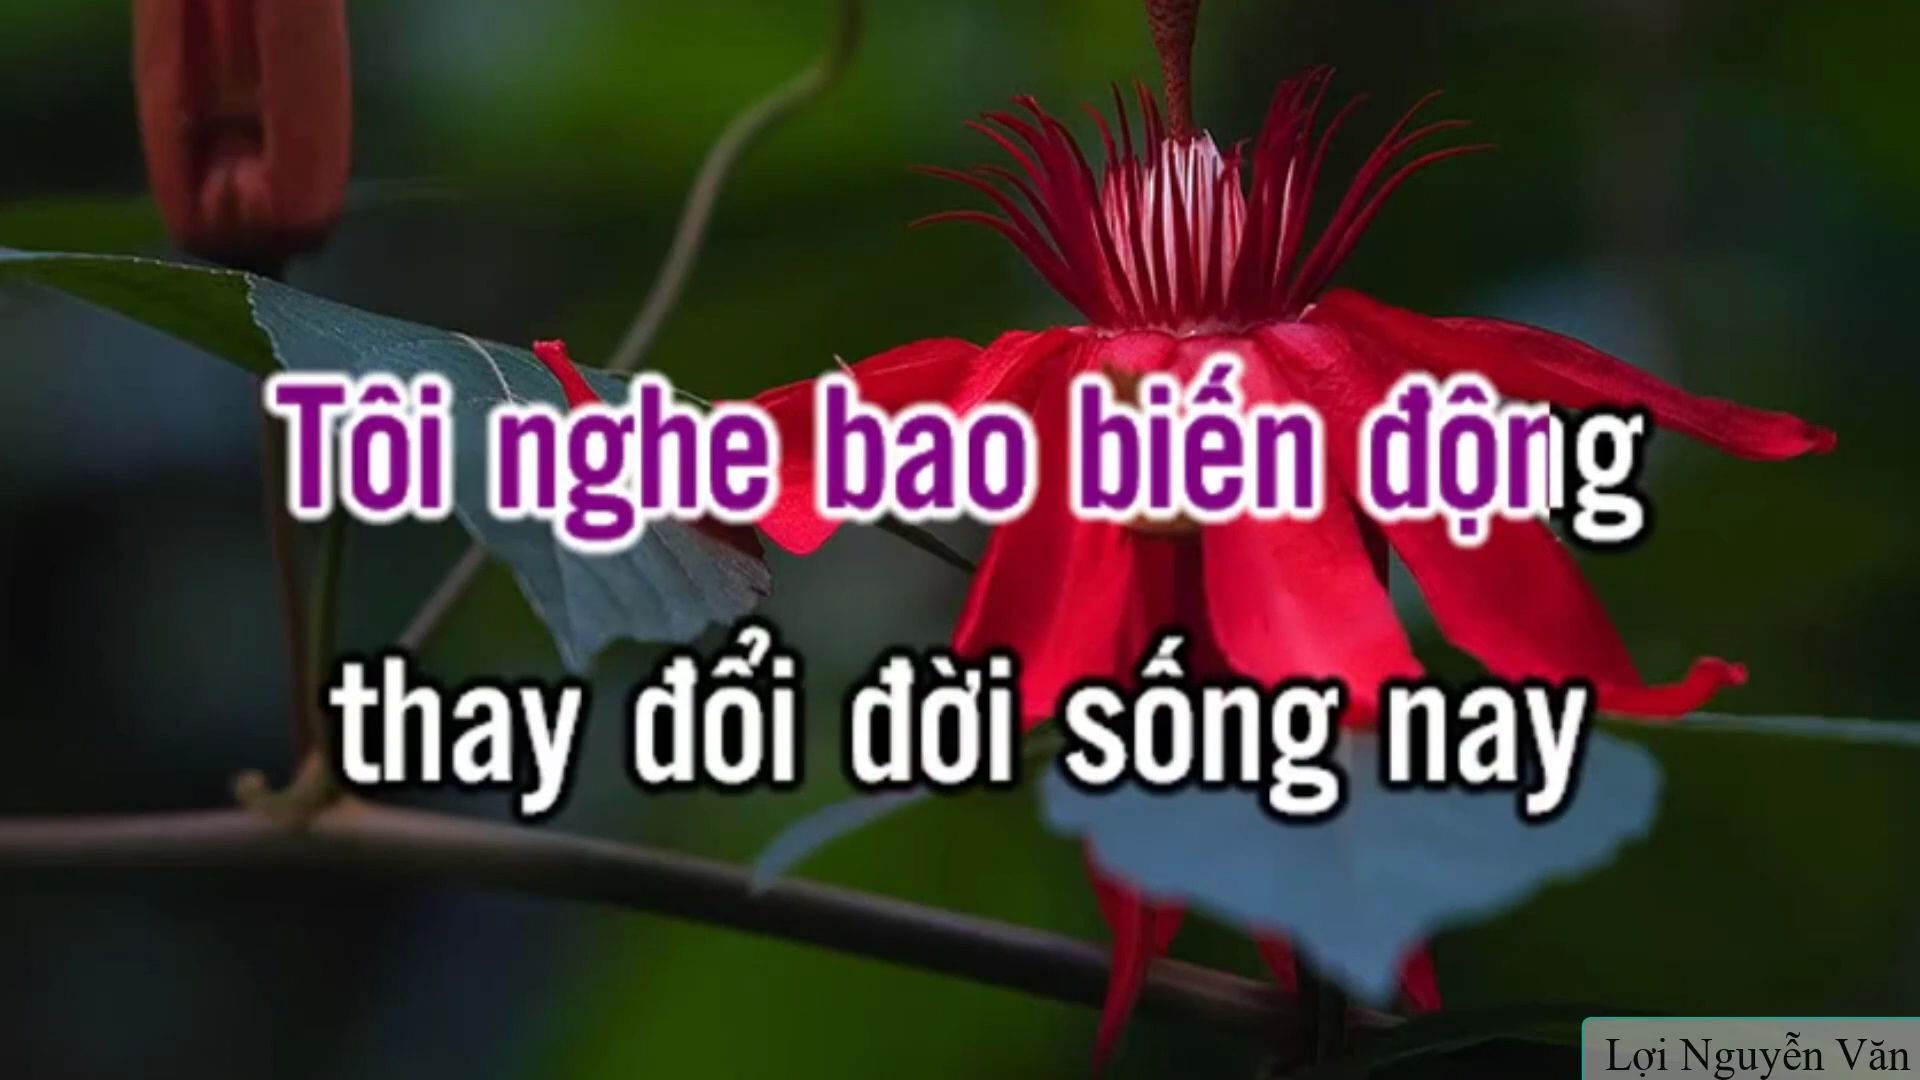 Tôi nghe bao biến động
thay đổi đời sống nay
Lợi Nguyễn Văn